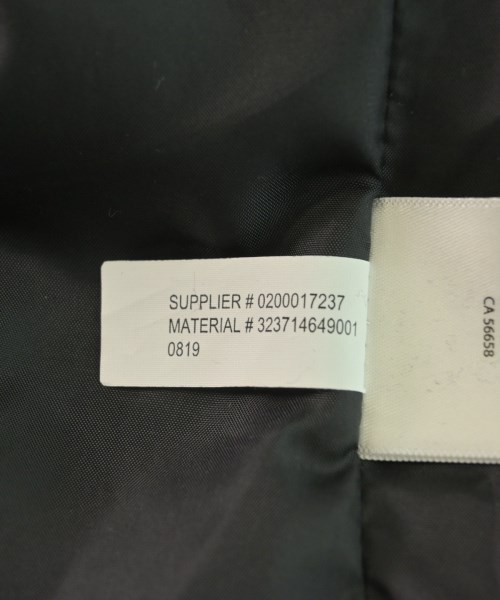 SUPPLIER # 0200017237
MATERIAL # 323714649001
0819
CA 56658